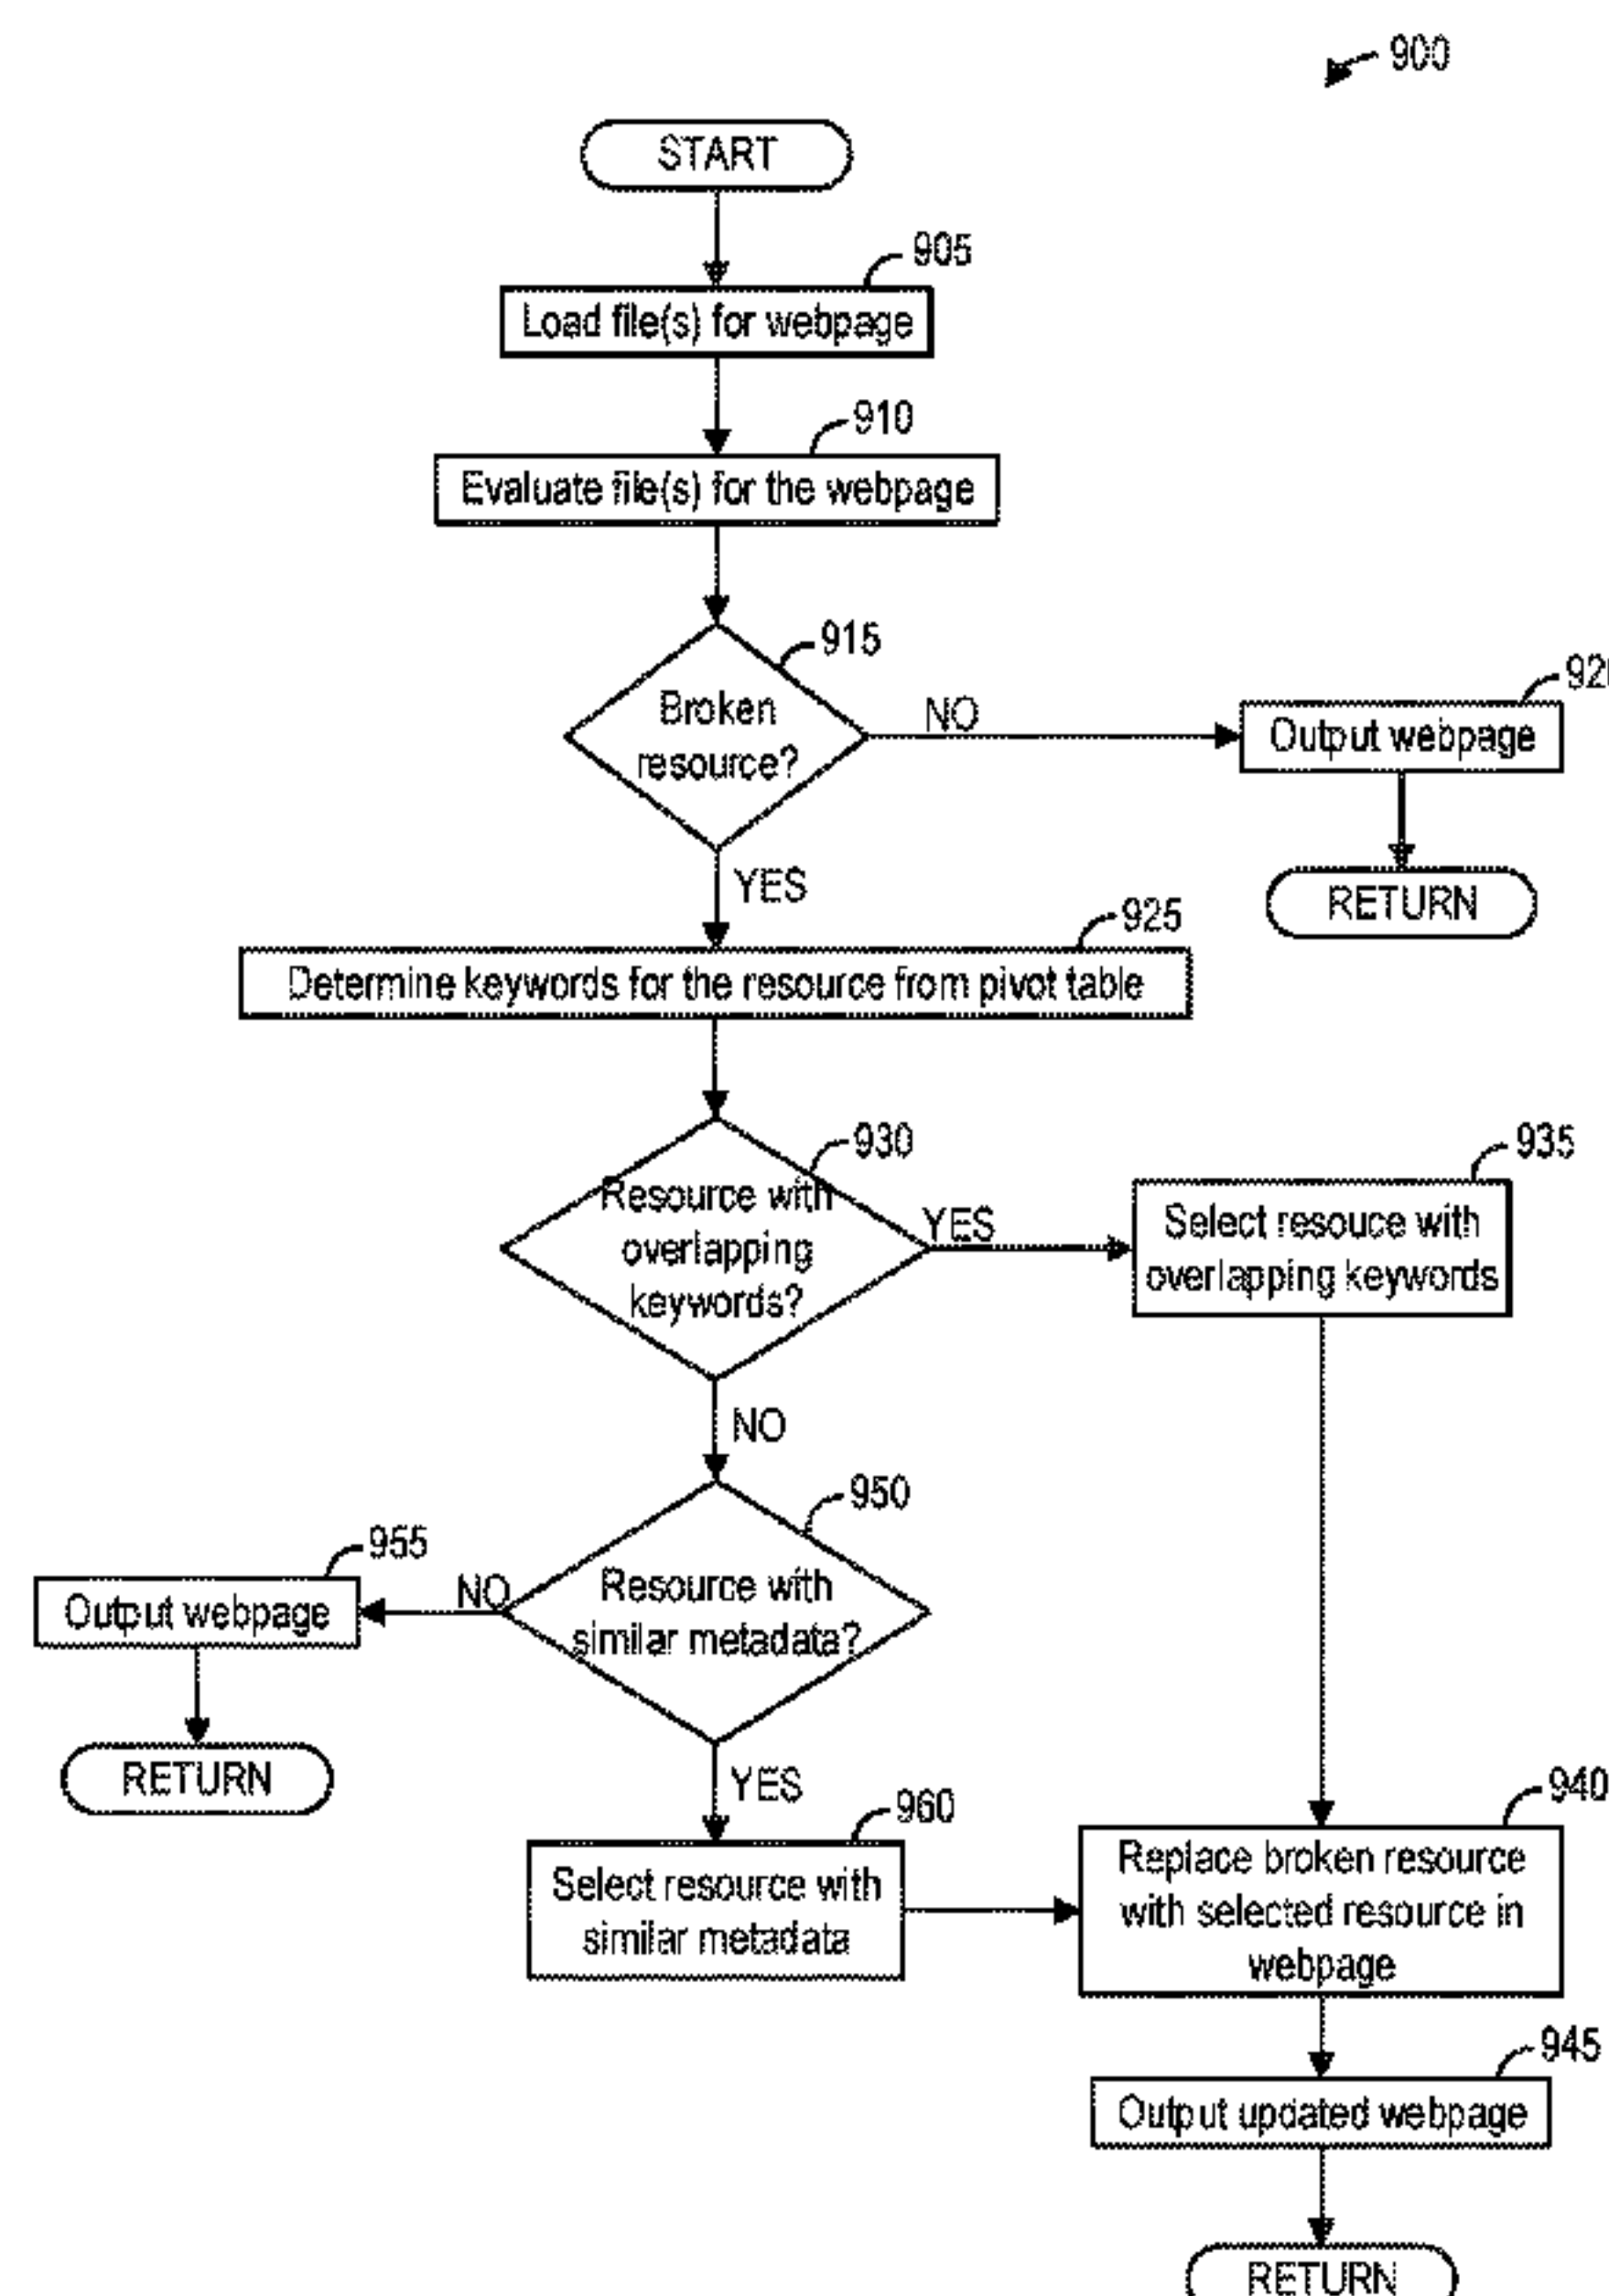 900
START
905
Load file(s) for webpage
910
Evaluate file(s) for the webpage
915
Broken
resource?
NO
Output webpage
RETURN
YES
925
Determine keywords for the resource from pivot table
930
Resource with
overlapping
keywords?
YES
935
Select resouce with
overlapping keywords
NO
950
Resource with
similar metadata?
NO
955
Output webpage
RETURN
YES
960
Select resource with
similar metadata
940
Replace broken resource
with selected resource in
webpage
945
Output updated webpage
RETURN